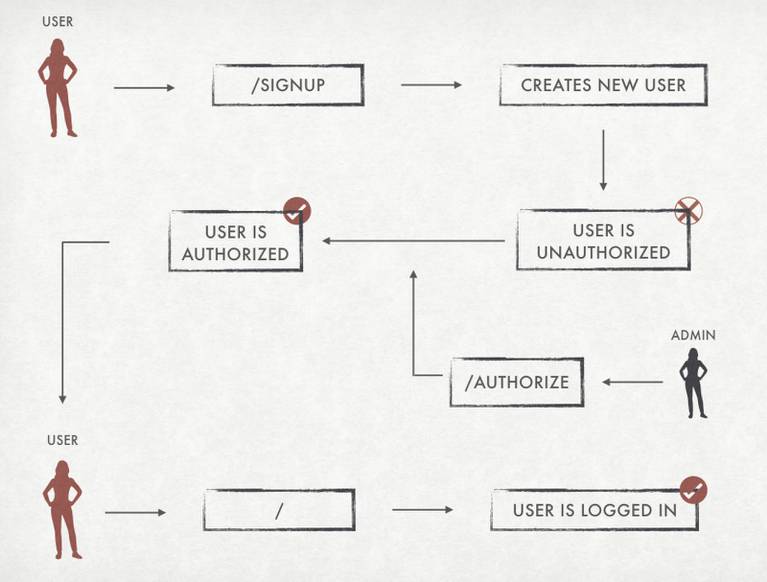 USER
/SIGNUP
CREATES NEW USER
USER IS
AUTHORIZED
USER IS
UNAUTHORIZED
ADMIN
/AUTHORIZE
USER
/
USER IS LOGGED IN